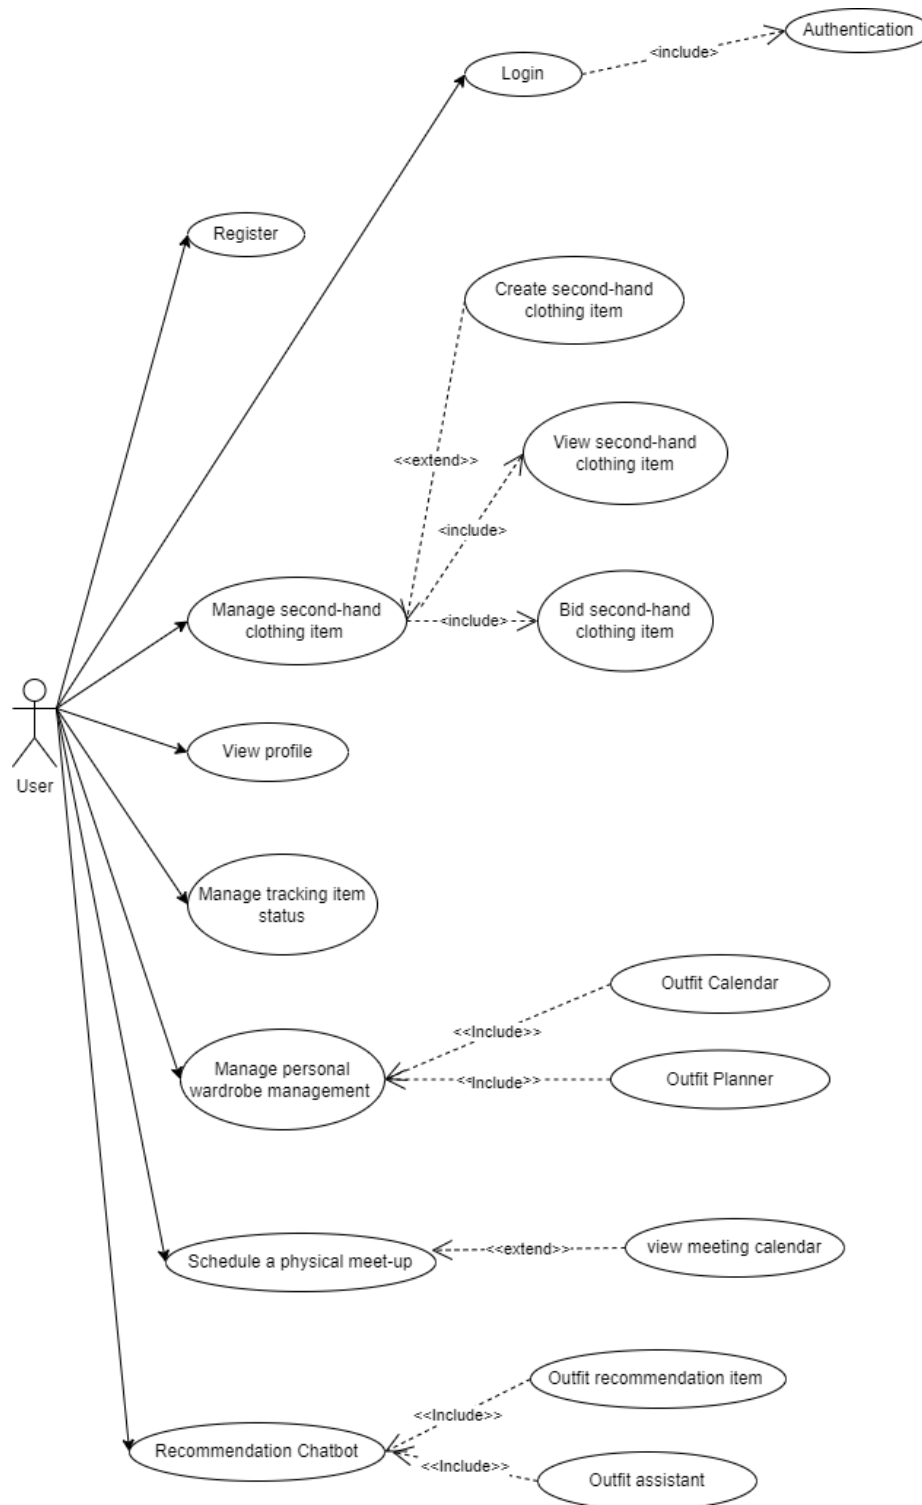 Authentication
<include>
Login
Register
Create second-hand
clothing item
<<extend>>
View second-hand
clothing item
<include>
Manage second-hand
clothing item
<include>
Bid second-hand
clothing item
User
View profile
Manage tracking item
status
Outfit Calendar
<<Include>>
Manage personal
wardrobe management
<<Include>>
Outfit Planner
Schedule a physical meet-up
<<extend>>
view meeting calendar
Outfit recommendation item
<<Include>>
Recommendation Chatbot
<<Include>>
Outfit assistant